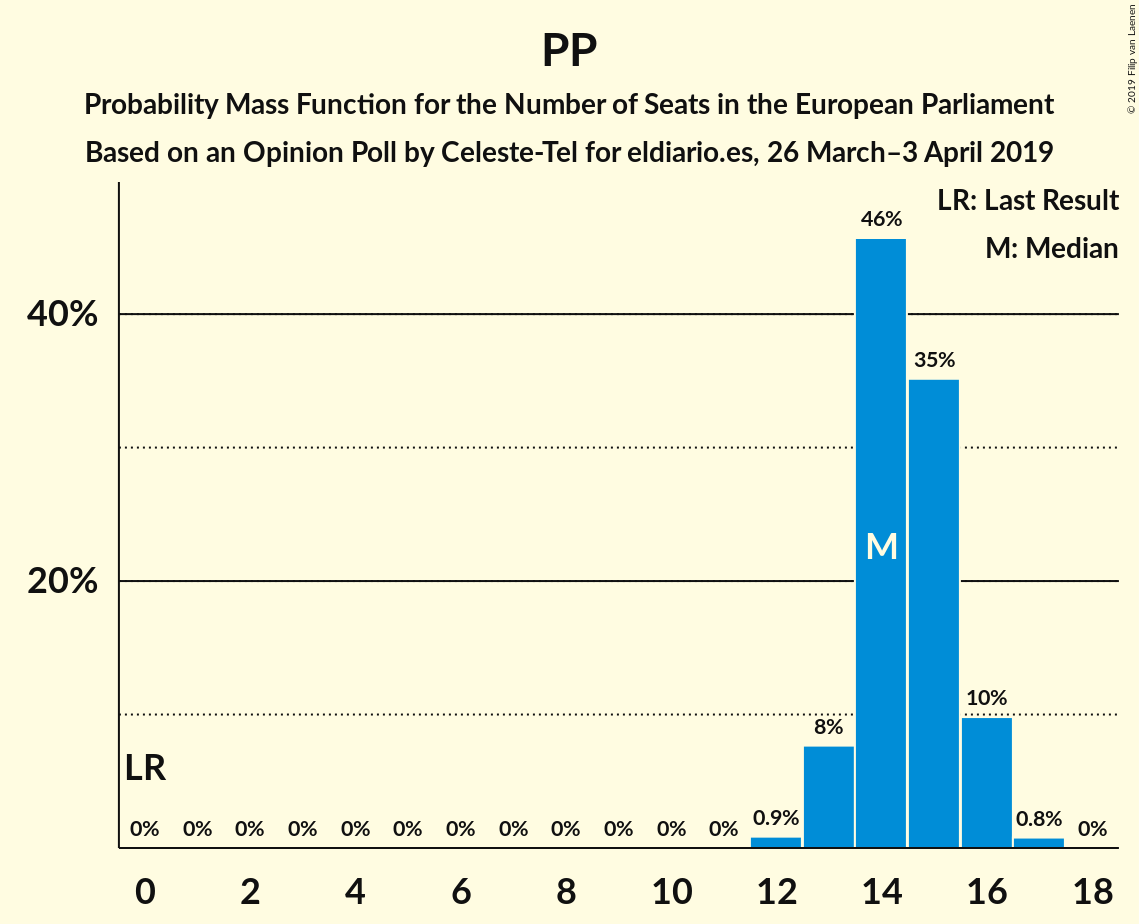 PP
Probability Mass Function for the Number of Seats in the European Parliament
Based on an Opinion Poll by Celeste-Tel for eldiario.es, 26 March–3 April 2019
© 2019 Filip van Laenen
LR: Last Result
M: Median
46%
40%
35%
M
20%
10%
8%
LR
0% 0% 0% 0% 0% 0% 0% 0% 0% 0% 0% 0% 0.9% 0.8% 0%
0 2 4 6 8 10 12 14 16 18